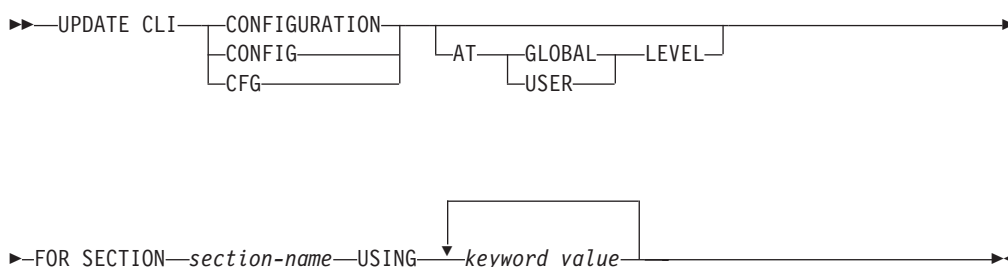 UPDATE CLI CONFIGURATION AT GLOBAL LEVEL
CONFIG USER
CFG
FOR SECTION section-name USING keyword value